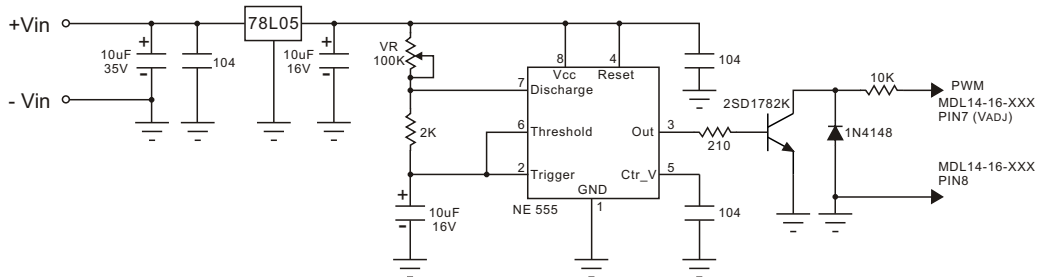 +Vin
78L05
+
10uF
35V
-
104
10uF
16V
+
-
VR
100K
2K
+
10uF
16V
-
8
Vcc
4
Reset
7
Discharge
6
Threshold
2
Trigger
Out
3
Ctr_V
5
GND
1
NE 555
104
104
210
2SD1782K
10K
1N4148
PWM
MDL14-16-XXX
PIN7 (VADJ)
MDL14-16-XXX
PIN8
- Vin